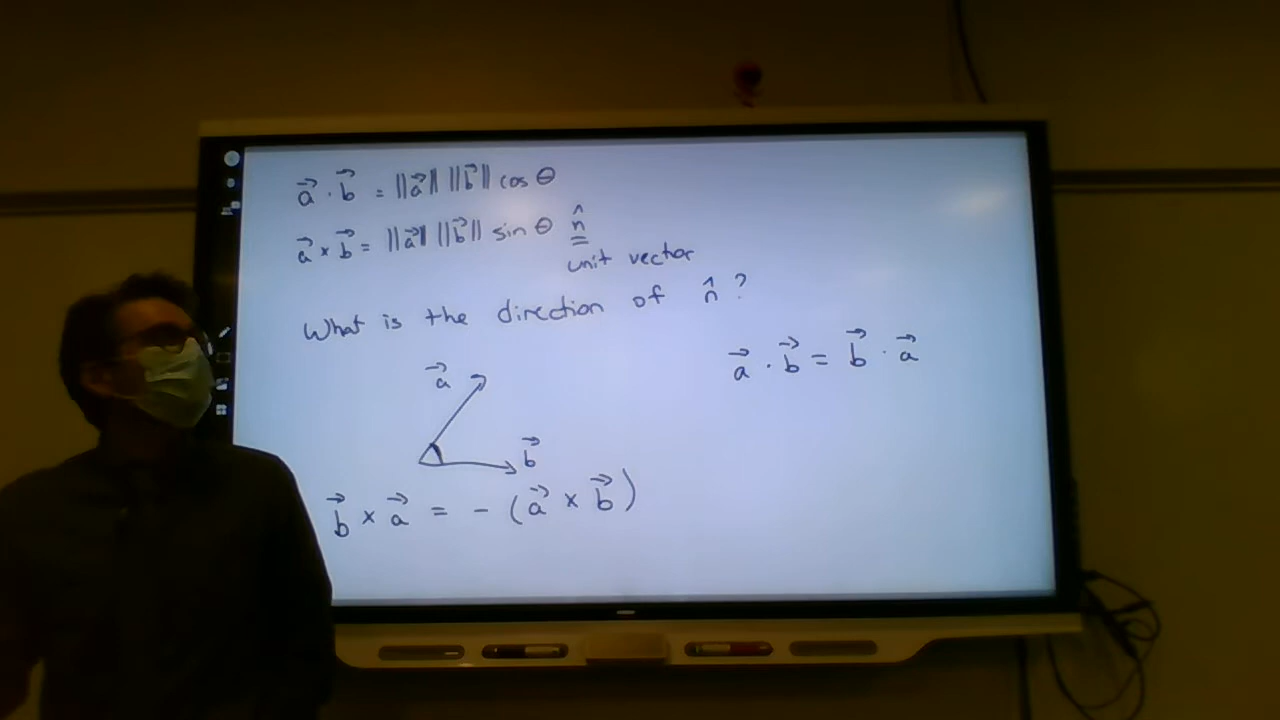 a⃗ · b⃗ = ||a⃗|| ||b⃗|| cos θ
a⃗ × b⃗ = ||a⃗|| ||b⃗|| sin θ n̂
unit vector
What is the direction of n̂ ?
a⃗ · b⃗ = b⃗ · a⃗
a⃗
b⃗
b⃗ × a⃗ = - (a⃗ × b⃗)